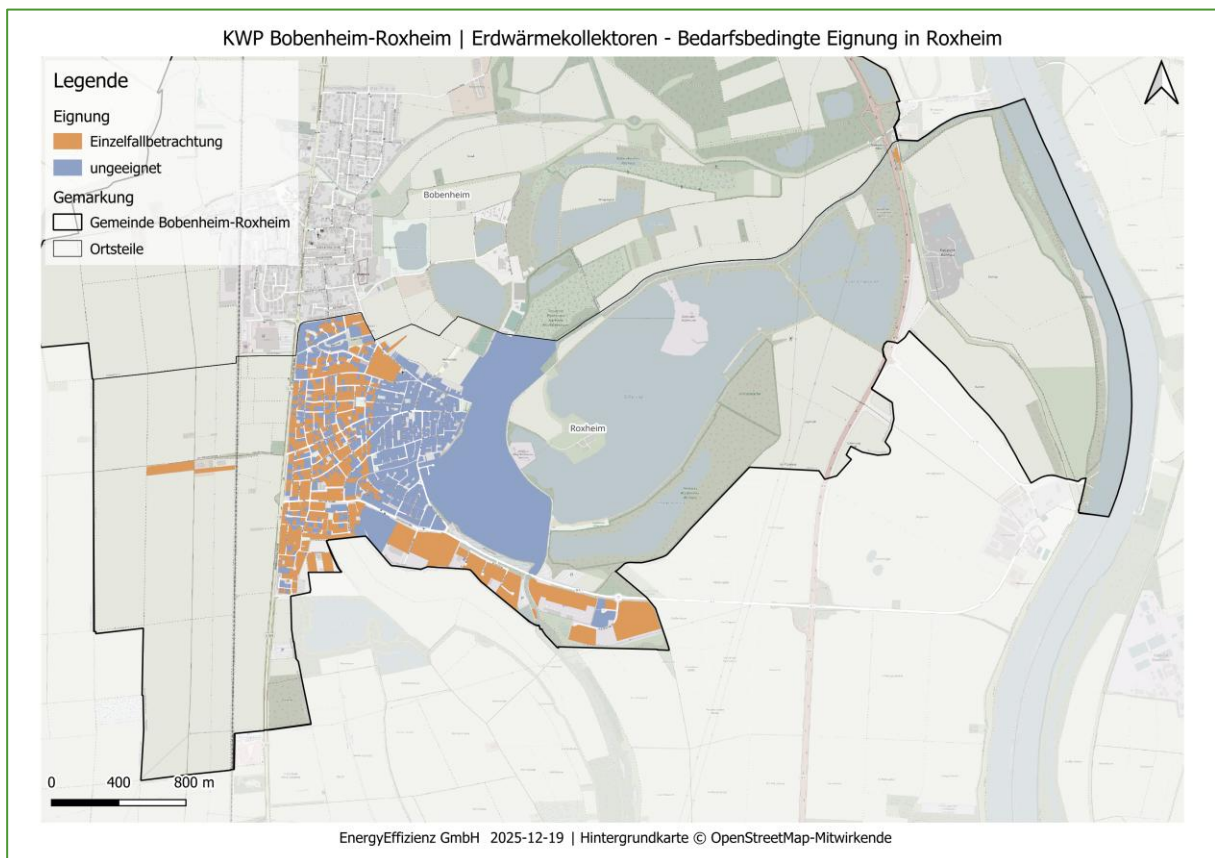 KWP Bobenheim-Roxheim | Erdwärmekollektoren - Bedarfsbedingte Eignung in Roxheim
Legende
Eignung
Einzelfallbetrachtung
ungeeignet
Gemarkung
Gemeinde Bobenheim-Roxheim
Ortsteile
Bobenheim
Roxheim
0 400 800 m
EnergyEffizienz GmbH 2025-12-19 | Hintergrundkarte © OpenStreetMap-Mitwirkende